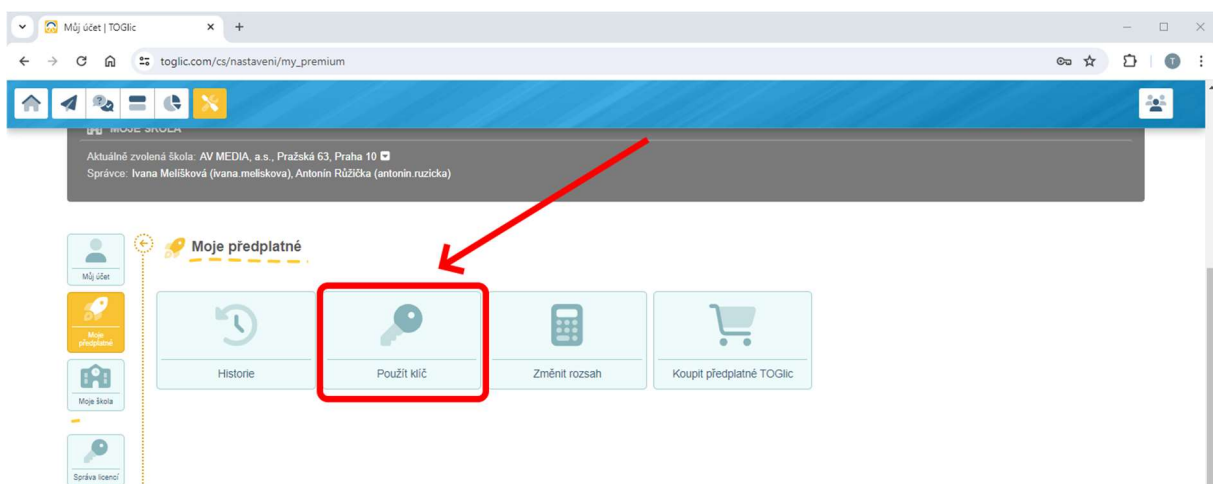 Můj účet | TOGlic
toglic.com/cs/nastaveni/my_premium
MOJE ŠKOLA
Aktuálně zvolená škola: AV MEDIA, a.s., Pražská 63, Praha 10
Správce: Ivana Melíšková (ivana.meliskova), Antonín Růžička (antonin.ruzicka)
Moje předplatné
Můj účet
Moje
předplatné
Historie
Použít klíč
Změnit rozsah
Koupit předplatné TOGlic
Moje škola
Správa licencí